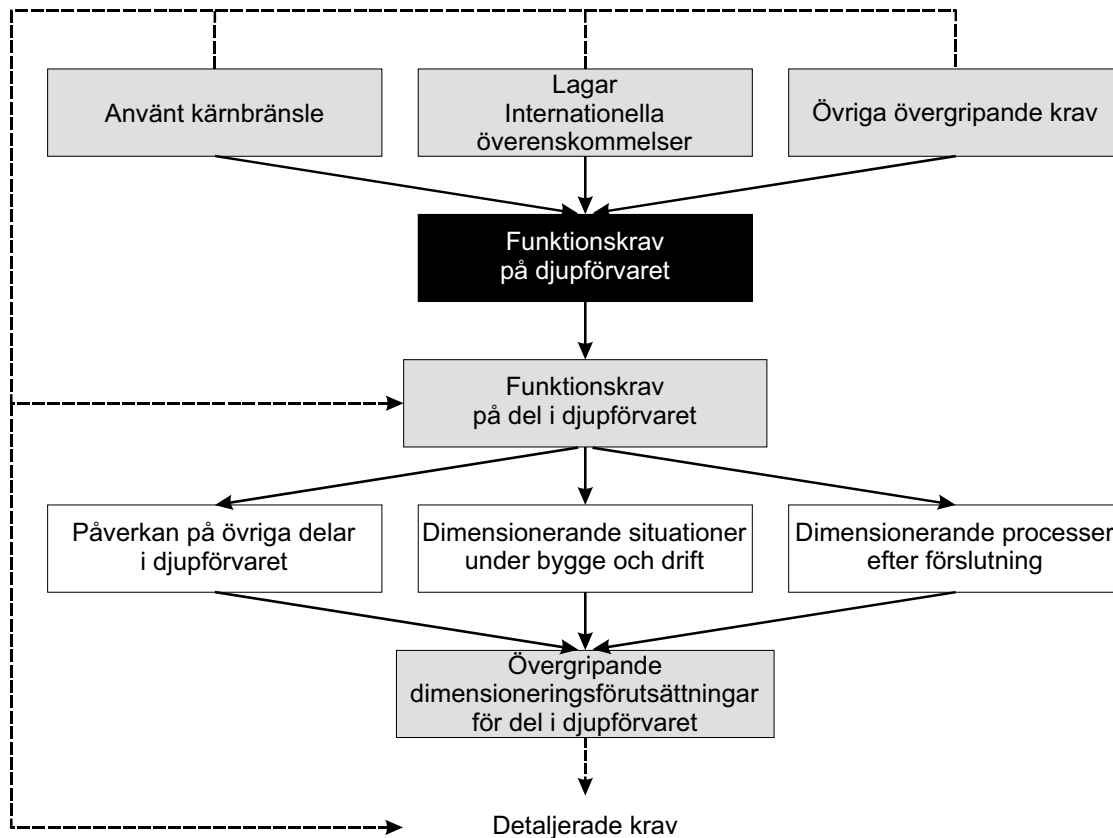 Använt kärnbränsle
Lagar
Internationella
överenskommelser
Övriga övergripande krav
Funktionskrav
på djupförvaret
Funktionskrav
på del i djupförvaret
Påverkan på övriga delar
i djupförvaret
Dimensionerande situationer
under bygge och drift
Dimensionerande processer
efter förslutning
Övergripande
dimensioneringsförutsättningar
för del i djupförvaret
Detaljerade krav